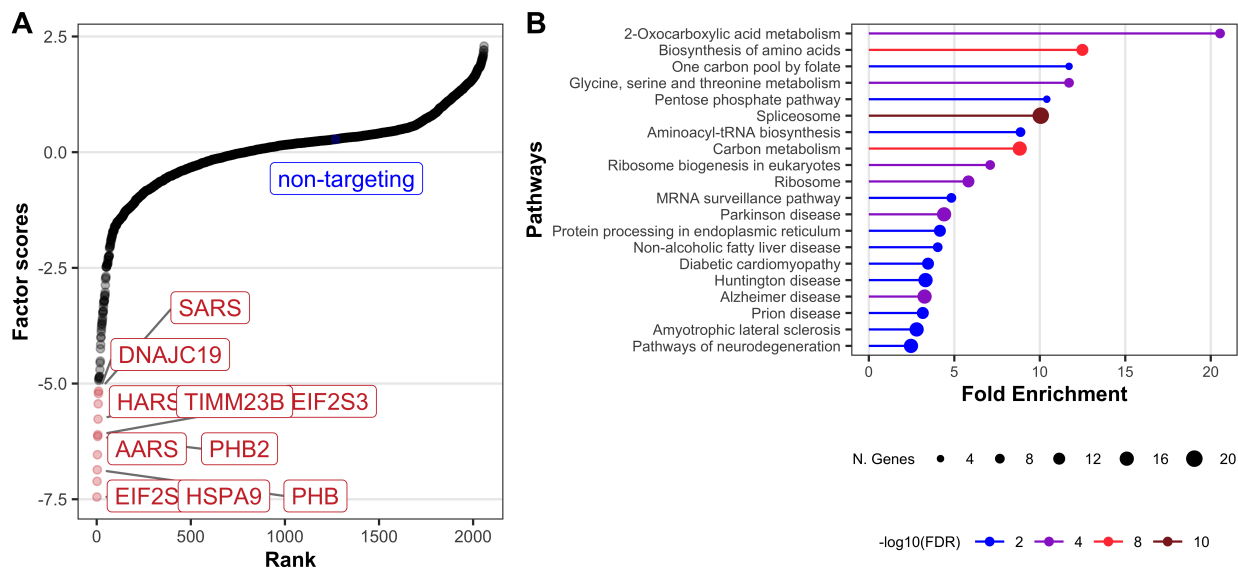 A
2.5
0.0
-2.5
-5.0
-7.5
Factor scores
non-targeting
SARS
DNAJC19
HARS TIMM23B EIF2S3
AARS PHB2
EIF2S HSPA9 PHB
0 500 1000 1500 2000
Rank
B
Pathways
2-Oxocarboxylic acid metabolism
Biosynthesis of amino acids
One carbon pool by folate
Glycine, serine and threonine metabolism
Pentose phosphate pathway
Spliceosome
Aminoacyl-tRNA biosynthesis
Carbon metabolism
Ribosome biogenesis in eukaryotes
Ribosome
MRNA surveillance pathway
Parkinson disease
Protein processing in endoplasmic reticulum
Non-alcoholic fatty liver disease
Diabetic cardiomyopathy
Huntington disease
Alzheimer disease
Prion disease
Amyotrophic lateral sclerosis
Pathways of neurodegeneration
0 5 10 15 20
Fold Enrichment
N. Genes 4 8 12 16 20
-log10(FDR) 2 4 8 10